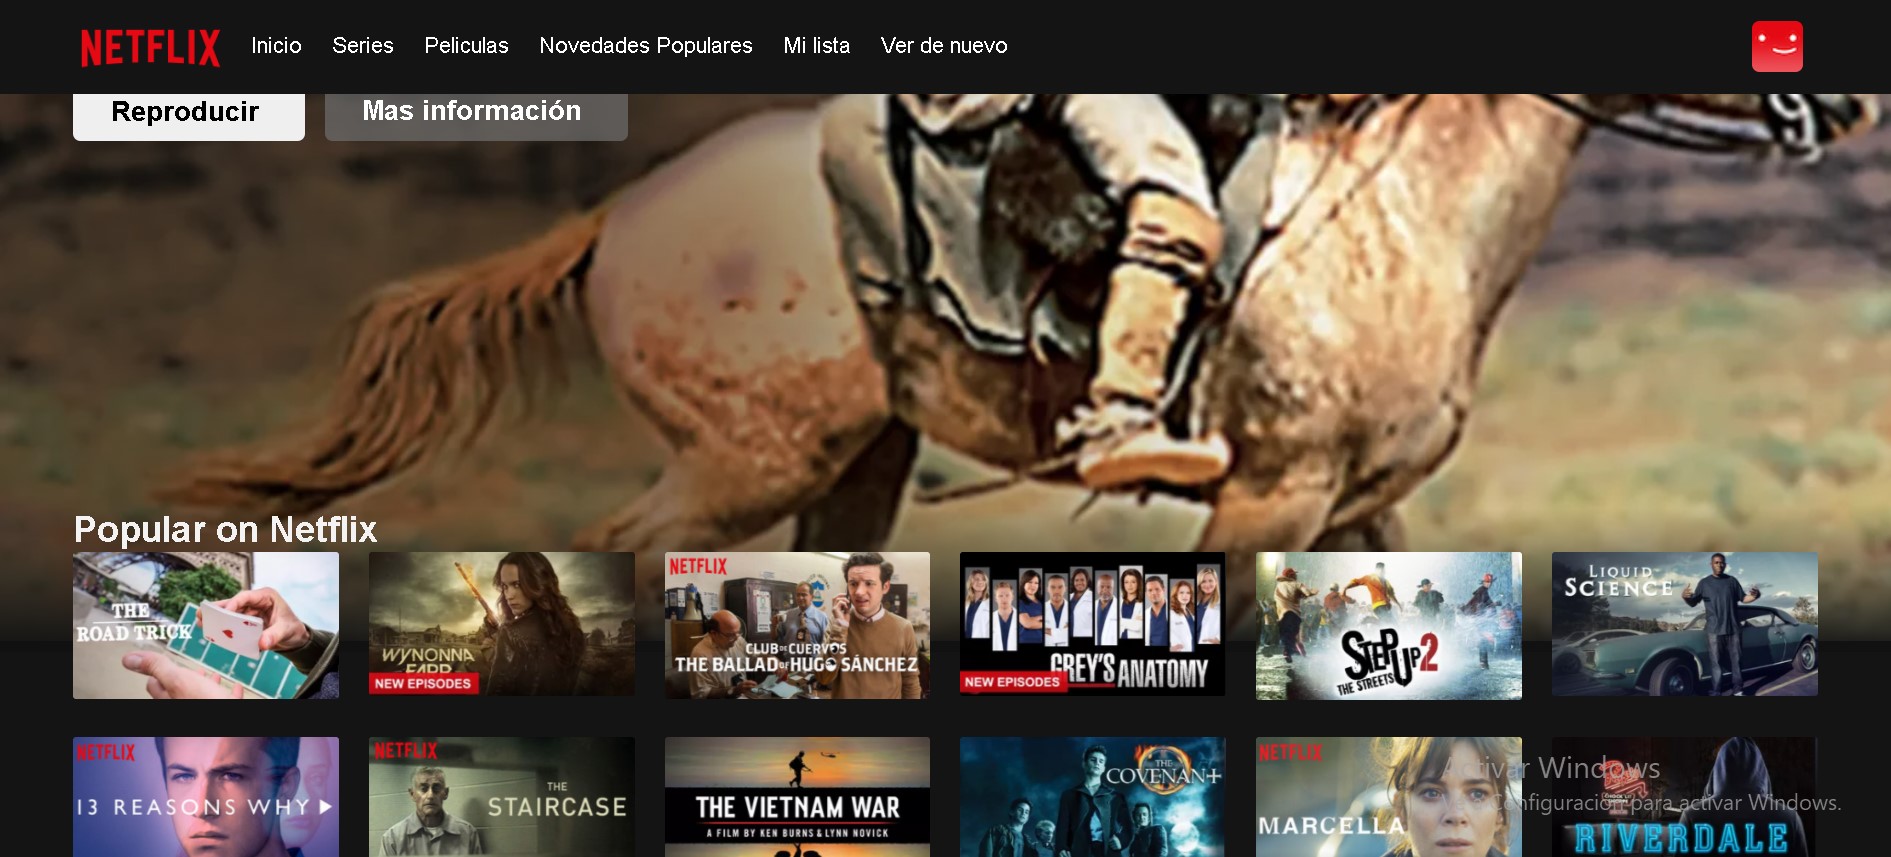 NETFLIX Inicio Series Peliculas Novedades Populares Mi lista Ver de nuevo
Reproducir Mas información
Popular on Netflix
THE
ROAD TRICK
WYNONNA
EARP
NEW EPISODES
NETFLIX
CLUB DE CUERVOS
THE BALLAD OF HUGO SÁNCHEZ
GREY'S ANATOMY
NEW EPISODES
STEP UP 2
THE STREETS
LIQUID
SCIENCE
NETFLIX
13 REASONS WHY
NETFLIX
THE
STAIRCASE
THE VIETNAM WAR
A FILM BY KEN BURNS & LYNN NOVICK
THE
COVENANT
NETFLIX
MARCELLA
RIVERDALE
Activar Windows
Configuración para activar Windows.